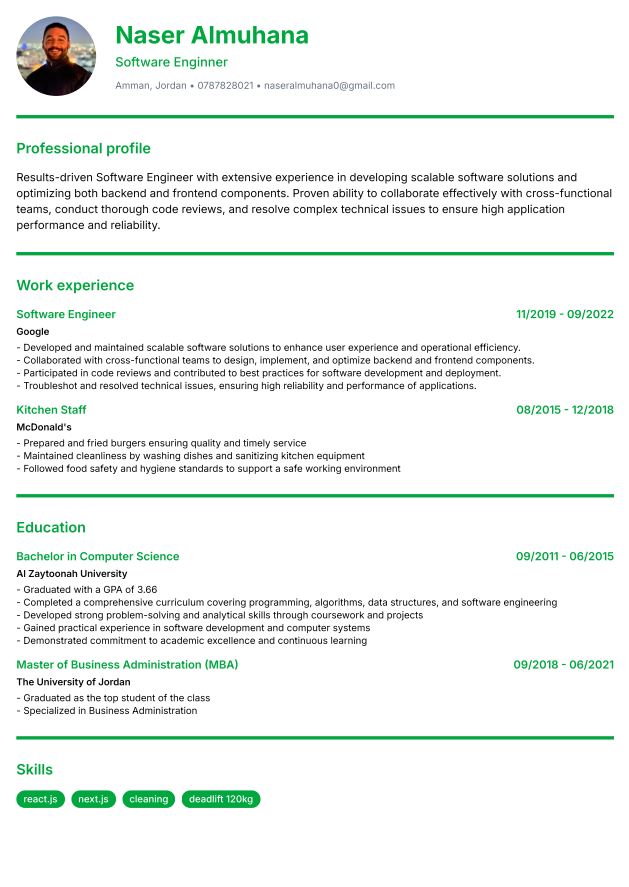 Naser Almuhana
Software Enginner
Amman, Jordan • 0787828021 • naseralmuhana0@gmail.com
Professional profile
Results-driven Software Engineer with extensive experience in developing scalable software solutions and
optimizing both backend and frontend components. Proven ability to collaborate effectively with cross-functional
teams, conduct thorough code reviews, and resolve complex technical issues to ensure high application
performance and reliability.
Work experience
Software Engineer 11/2019 - 09/2022
Google
- Developed and maintained scalable software solutions to enhance user experience and operational efficiency.
- Collaborated with cross-functional teams to design, implement, and optimize backend and frontend components.
- Participated in code reviews and contributed to best practices for software development and deployment.
- Troubleshot and resolved technical issues, ensuring high reliability and performance of applications.
Kitchen Staff 08/2015 - 12/2018
McDonald's
- Prepared and fried burgers ensuring quality and timely service
- Maintained cleanliness by washing dishes and sanitizing kitchen equipment
- Followed food safety and hygiene standards to support a safe working environment
Education
Bachelor in Computer Science 09/2011 - 06/2015
Al Zaytoonah University
- Graduated with a GPA of 3.66
- Completed a comprehensive curriculum covering programming, algorithms, data structures, and software engineering
- Developed strong problem-solving and analytical skills through coursework and projects
- Gained practical experience in software development and computer systems
- Demonstrated commitment to academic excellence and continuous learning
Master of Business Administration (MBA) 09/2018 - 06/2021
The University of Jordan
- Graduated as the top student of the class
- Specialized in Business Administration
Skills
react.js next.js cleaning deadlift 120kg